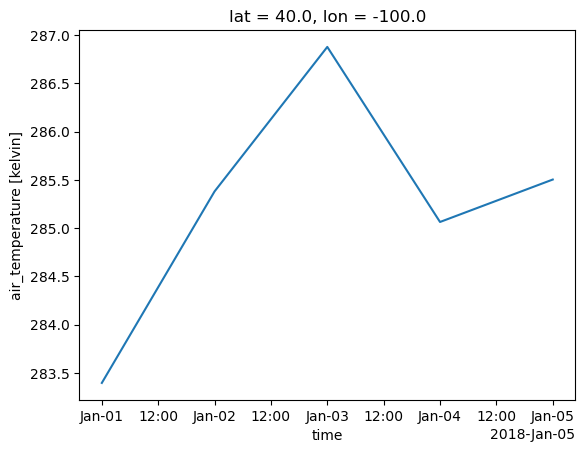 lat = 40.0, lon = -100.0
air_temperature [kelvin]
287.0
286.5
286.0
285.5
285.0
284.5
284.0
283.5
Jan-01 12:00 Jan-02 12:00 Jan-03 12:00 Jan-04 12:00 Jan-05
time
2018-Jan-05